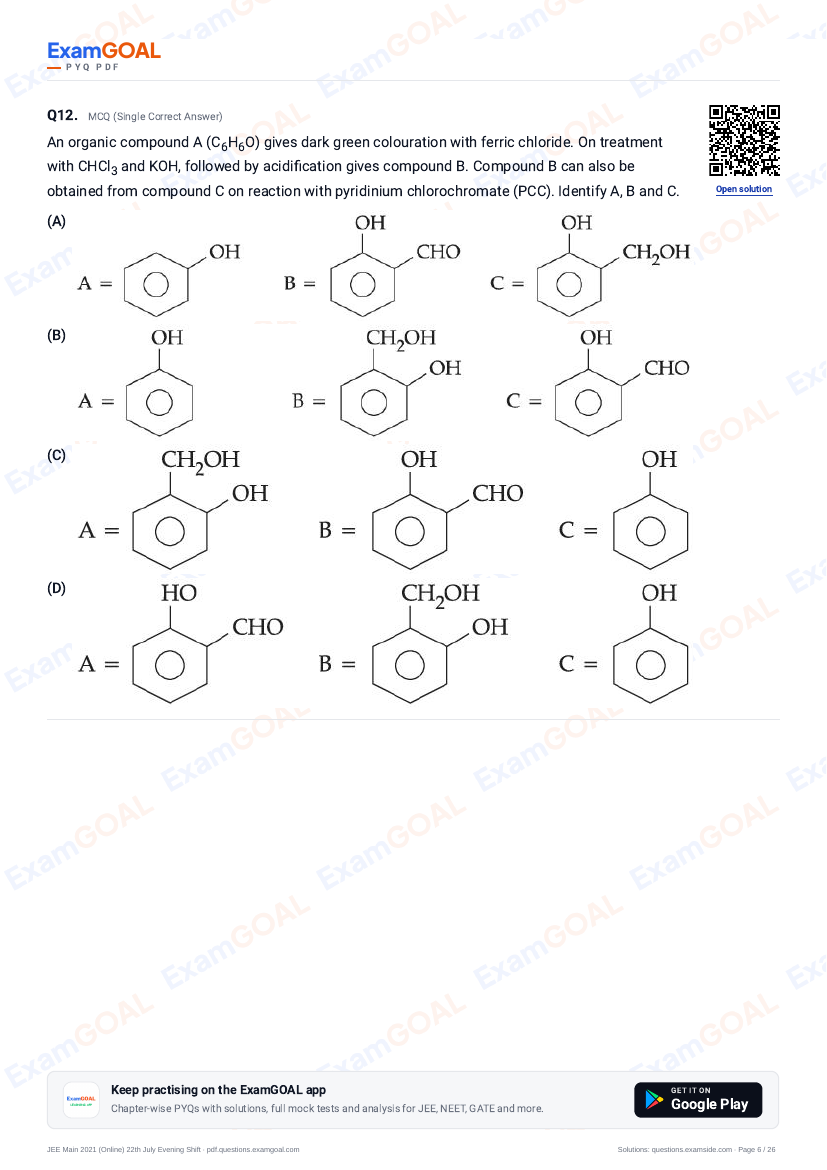 ExamGOAL
PYQ PDF
Q12. MCQ (Single Correct Answer)
An organic compound A (C₆H₆O) gives dark green colouration with ferric chloride. On treatment
with CHCl₃ and KOH, followed by acidification gives compound B. Compound B can also be
obtained from compound C on reaction with pyridinium chlorochromate (PCC). Identify A, B and C.
Open solution
(A)
OH
A =
OH
CHO
B =
OH
CH₂OH
C =
(B)
OH
A =
CH₂OH
OH
B =
OH
CHO
C =
(C)
CH₂OH
OH
A =
OH
CHO
B =
OH
C =
(D)
HO
CHO
A =
CH₂OH
OH
B =
OH
C =
Keep practising on the ExamGOAL app
Chapter-wise PYQs with solutions, full mock tests and analysis for JEE, NEET, GATE and more.
GET IT ON
Google Play
JEE Main 2021 (Online) 22th July Evening Shift · pdf.questions.examgoal.com
Solutions: questions.examside.com · Page 6 / 26